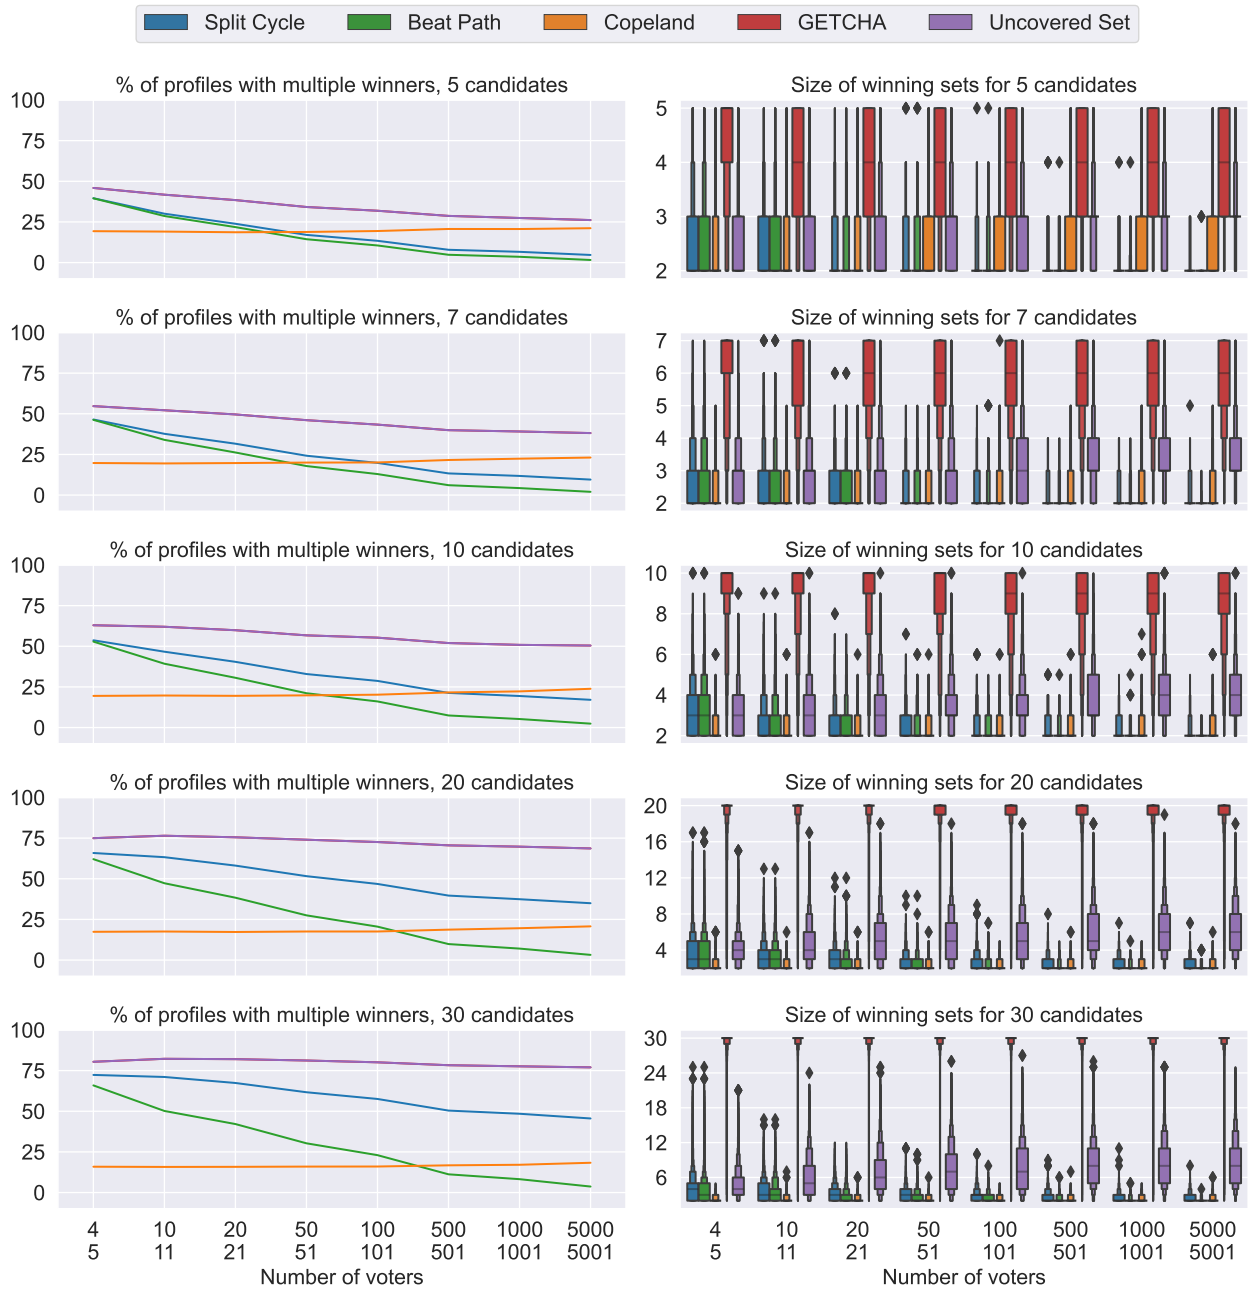 Split Cycle Beat Path Copeland GETCHA Uncovered Set
% of profiles with multiple winners, 5 candidates
100
75
50
25
0
Size of winning sets for 5 candidates
5
4
3
2
% of profiles with multiple winners, 7 candidates
100
75
50
25
0
Size of winning sets for 7 candidates
7
6
5
4
3
2
% of profiles with multiple winners, 10 candidates
100
75
50
25
0
Size of winning sets for 10 candidates
10
8
6
4
2
% of profiles with multiple winners, 20 candidates
100
75
50
25
0
Size of winning sets for 20 candidates
20
16
12
8
4
% of profiles with multiple winners, 30 candidates
100
75
50
25
0
4 10 20 50 100 500 1000 5000
5 11 21 51 101 501 1001 5001
Number of voters
Size of winning sets for 30 candidates
30
24
18
12
6
4 10 20 50 100 500 1000 5000
5 11 21 51 101 501 1001 5001
Number of voters